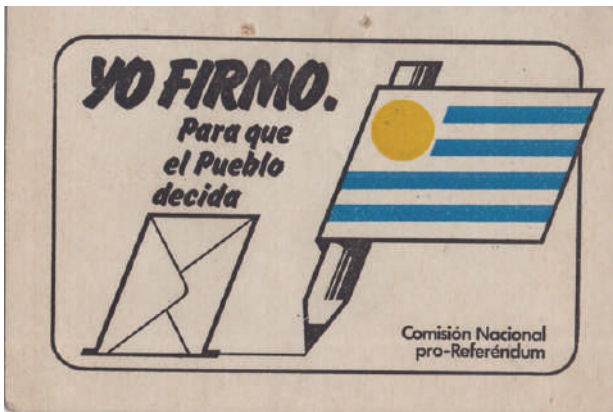 YO FIRMO.
Para que
el Pueblo
decida
Comisión Nacional
pro-Referéndum